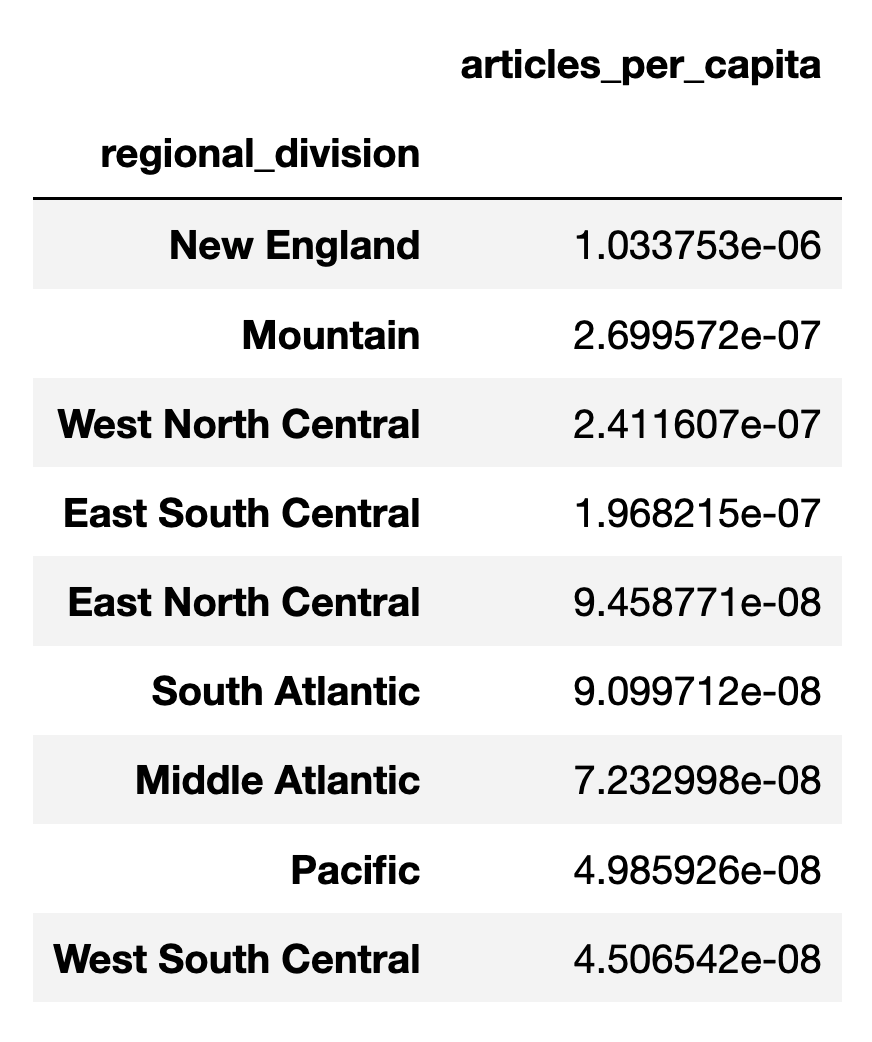 articles_per_capita
regional_division
New England 1.033753e-06
Mountain 2.699572e-07
West North Central 2.411607e-07
East South Central 1.968215e-07
East North Central 9.458771e-08
South Atlantic 9.099712e-08
Middle Atlantic 7.232998e-08
Pacific 4.985926e-08
West South Central 4.506542e-08